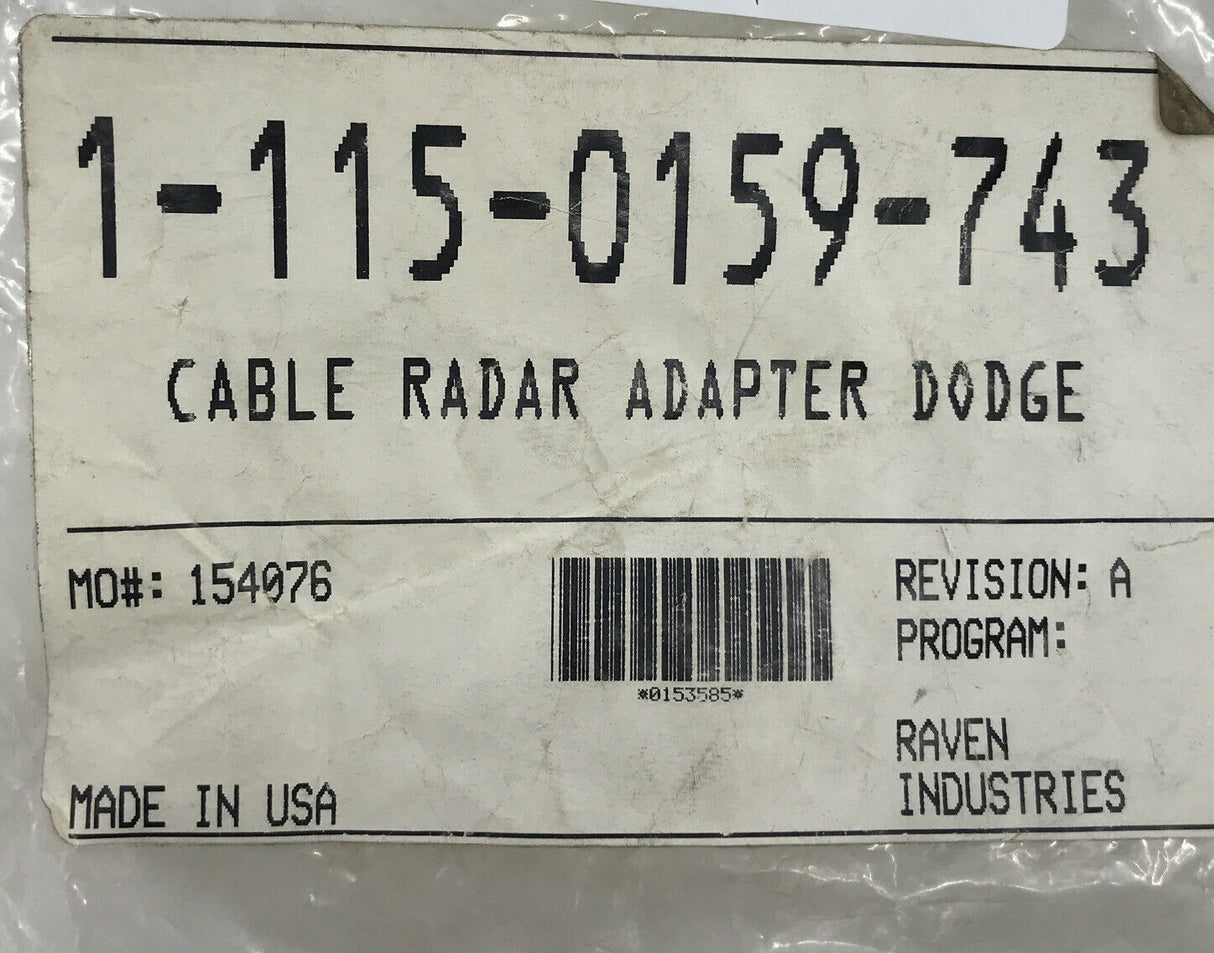 1-115-0159-743
CABLE RADAR ADAPTER DODGE
MO#: 154076
*0153585*
REVISION: A
PROGRAM:
RAVEN
INDUSTRIES
MADE IN USA